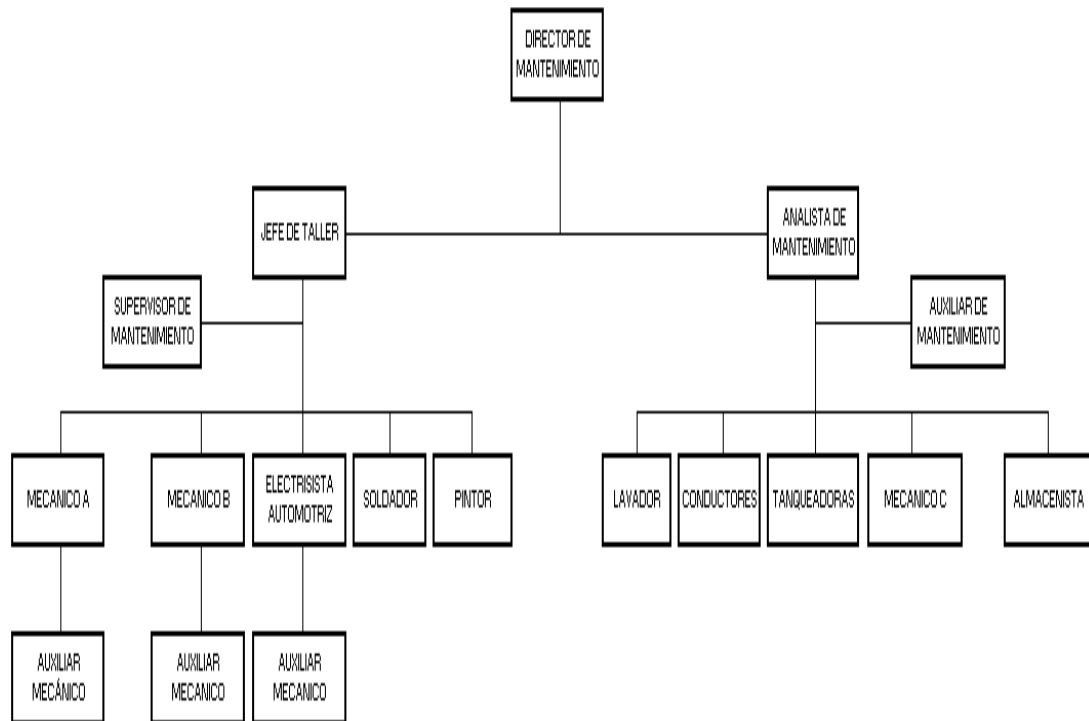 DIRECTOR DE
MANTENIMIENTO
JEFE DE TALLER
ANALISTA DE
MANTENIMIENTO
SUPERVISOR DE
MANTENIMIENTO
AUXILIAR DE
MANTENIMIENTO
MECANICO A
MECANICO B
ELECTRISISTA
AUTOMOTRIZ
SOLDADOR
PINTOR
LAVADOR
CONDUCTORES
TANQUEADORAS
MECANICO C
ALMACENISTA
AUXILIAR
MECÁNICO
AUXILIAR
MECANICO
AUXILIAR
MECANICO